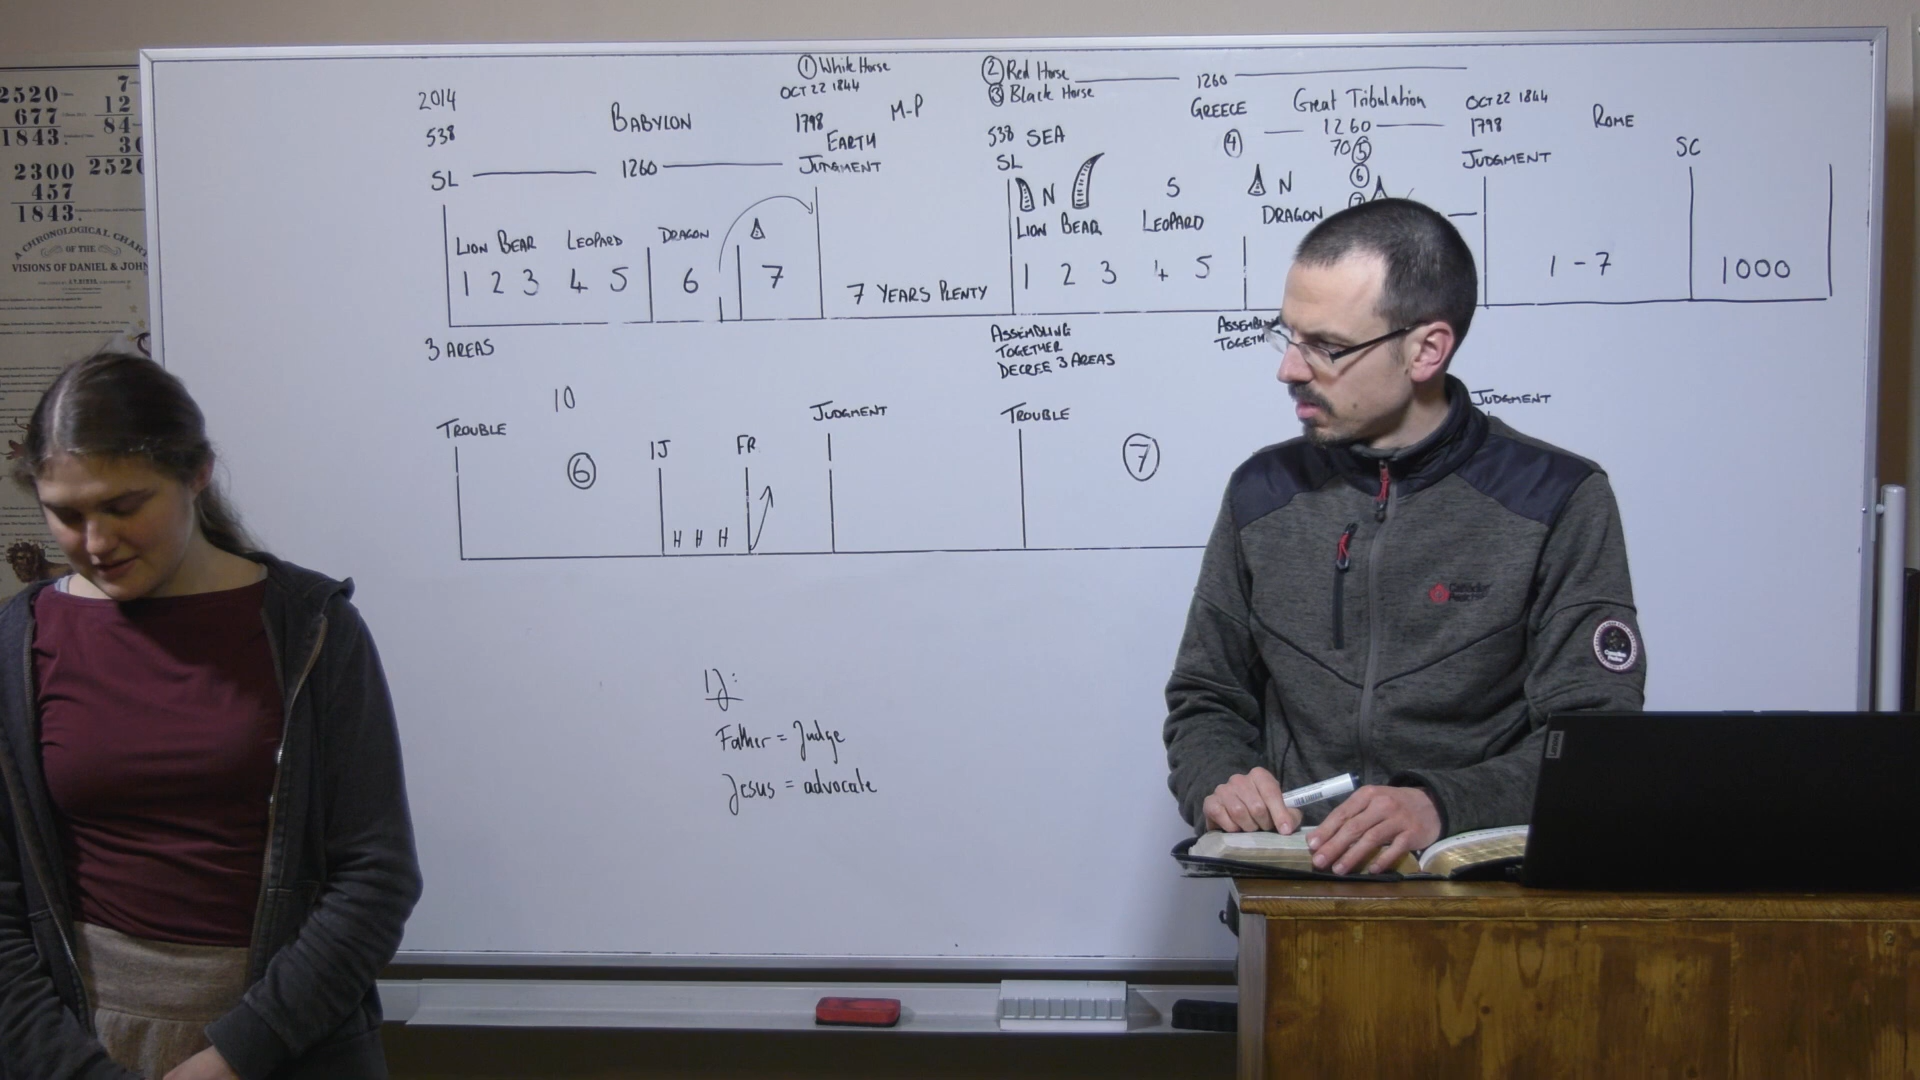 2520
677
1843.
7
12
84
30
2520
2300
457
1843.
A CHRONOLOGICAL CHART
OF THE
VISIONS OF DANIEL & JOHN
2014
538
BABYLON
① White Horse
OCT 22 1844
1798
M-P
EARTH
SL 1260 JUDGMENT
LION BEAR LEOPARD DRAGON
1 2 3 4 5 6 7
7 YEARS PLENTY
3 AREAS
② Red Horse 1260
③ Black Horse
GREECE
Great Tribulation
OCT 22 1844
538 SEA
④
1260
1798
ROME
70 ⑤
SL
JUDGMENT
SC
⑥
N S N
LION BEAR LEOPARD DRAGON
1 2 3 4 5
1-7
1000
ASSEMBLING
TOGETHER
DECREE 3 AREAS
10
TROUBLE
JUDGMENT
TROUBLE
JUDGMENT
⑥
IJ
FR
⑦
H H H
IJ:
Father = Judge
Jesus = advocate
Lenovo